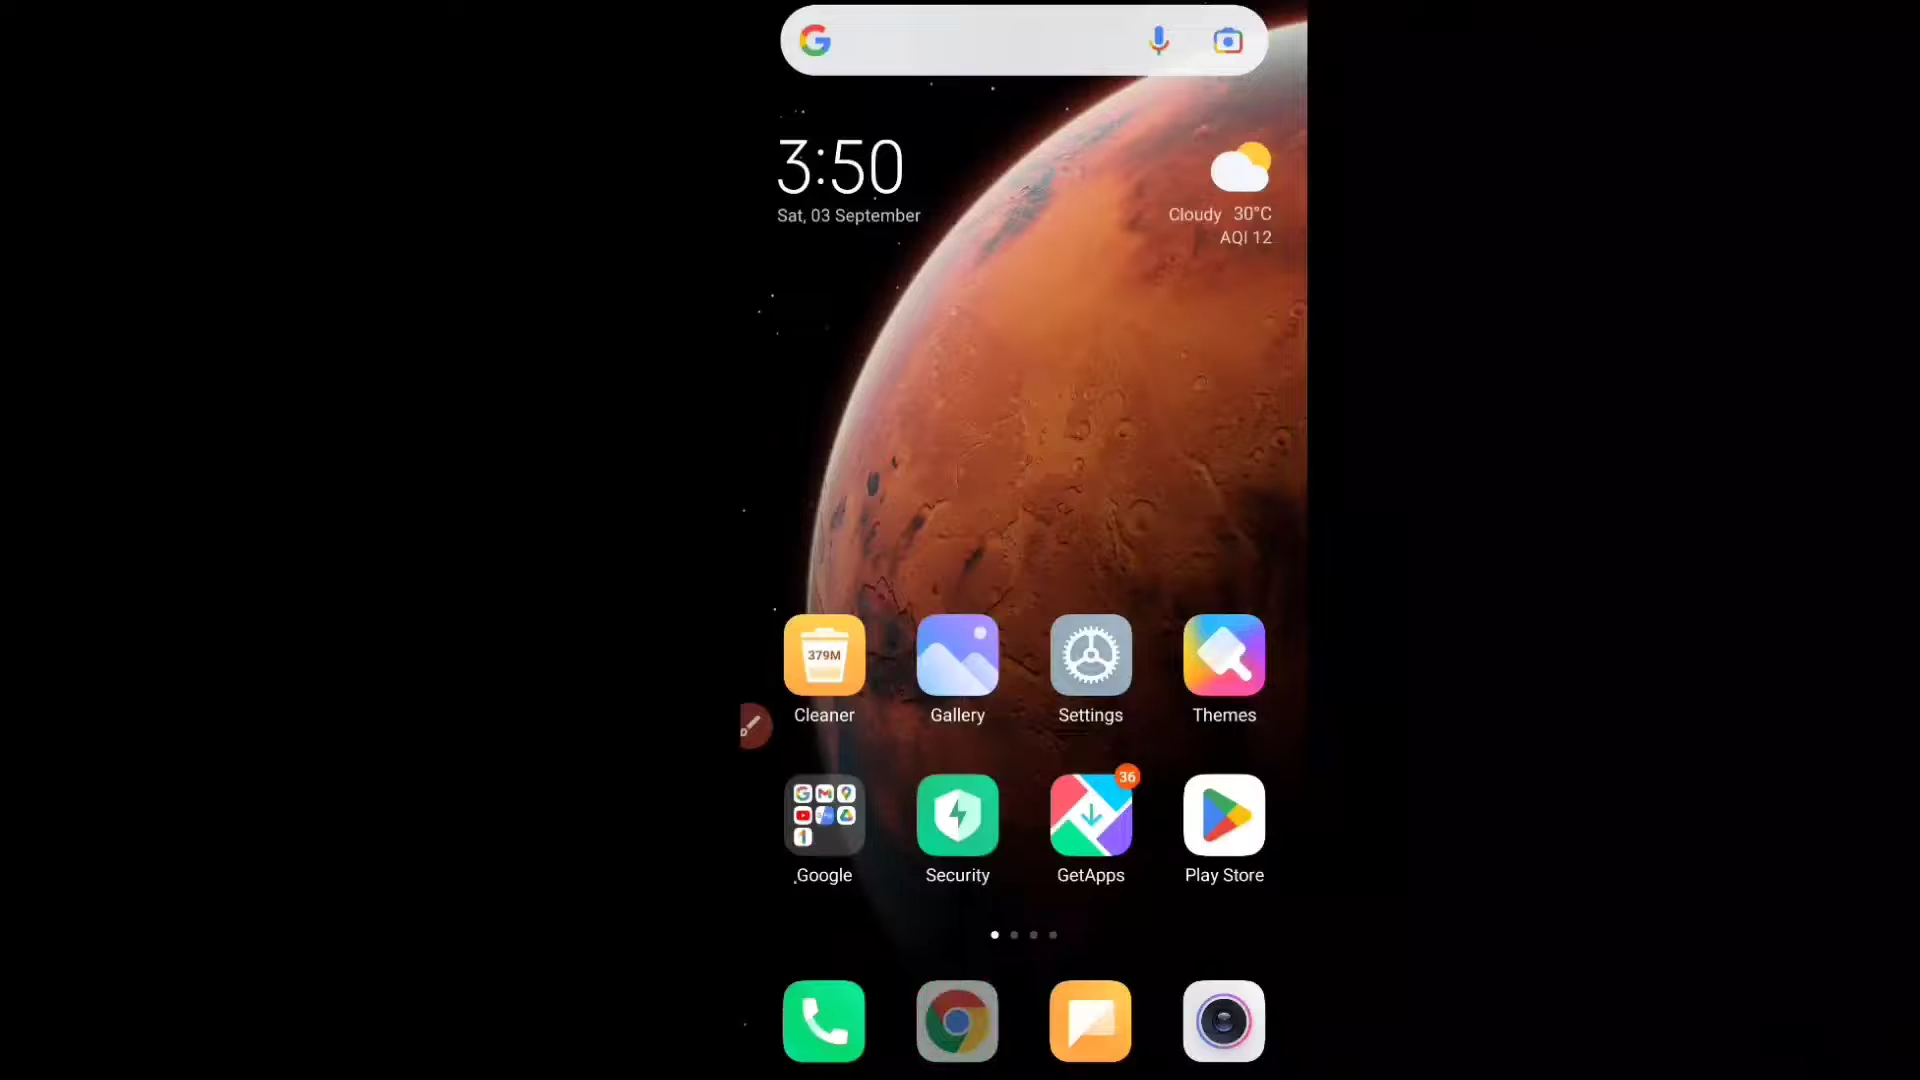 3:50
Sat, 03 September
Cloudy 30°C
AQI 12
379M
Cleaner
Gallery
Settings
Themes
36
Google
Security
GetApps
Play Store